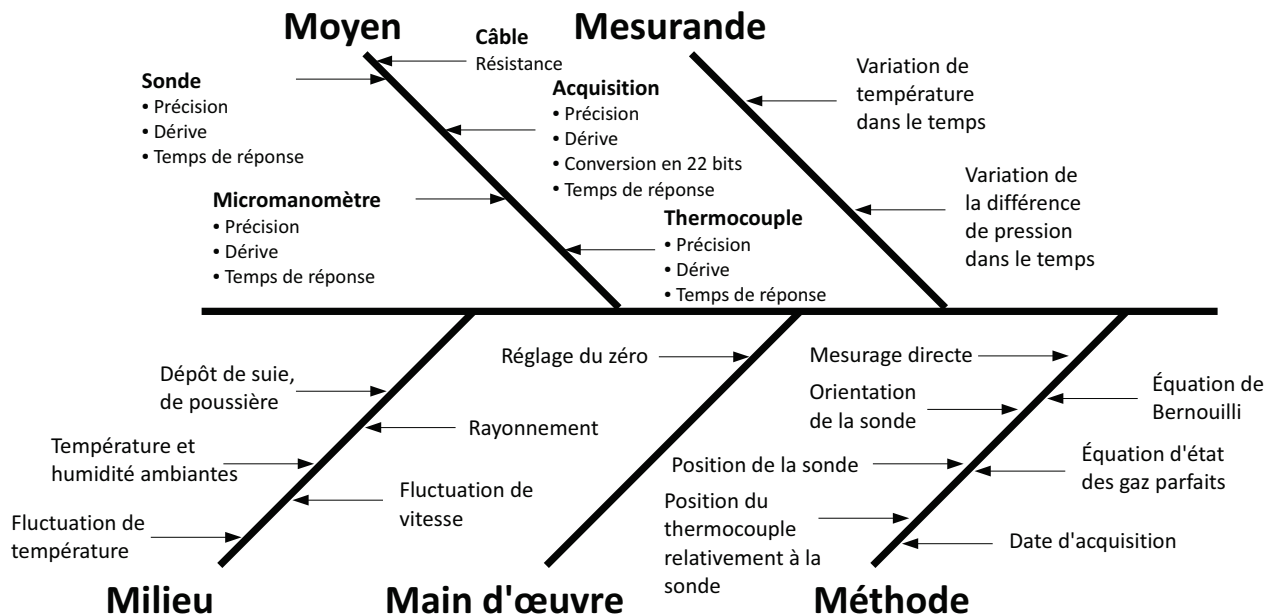 Moyen
Câble
Résistance
Sonde
• Précision
• Dérive
• Temps de réponse
Acquisition
• Précision
• Dérive
• Conversion en 22 bits
• Temps de réponse
Micromanomètre
• Précision
• Dérive
• Temps de réponse
Thermocouple
• Précision
• Dérive
• Temps de réponse
Mesurande
Variation de
température
dans le temps
Variation de
la différence
de pression
dans le temps
Dépôt de suie,
de poussière
Rayonnement
Température et
humidité ambiantes
Fluctuation de
vitesse
Fluctuation de
température
Milieu
Réglage du zéro
Main d'œuvre
Mesurage directe
Équation de
Bernouilli
Orientation
de la sonde
Position de la sonde
Équation d'état
des gaz parfaits
Position du
thermocouple
relativement à la
sonde
Date d'acquisition
Méthode